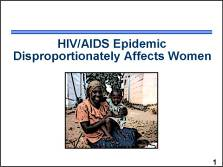 HIV/AIDS Epidemic
Disproportionately Affects Women
1